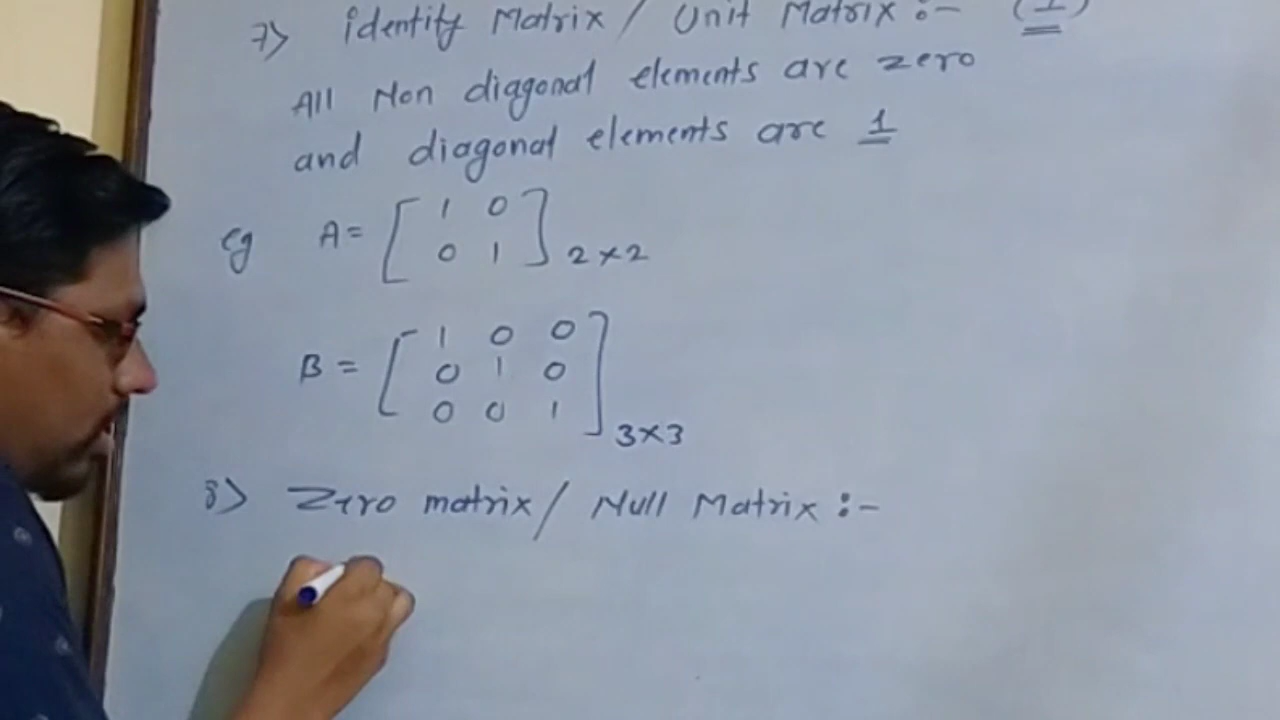 7> Identity Matrix / Unit Matrix :- (I)
All Non diagonal elements are zero
and diagonal elements are 1
eg A = [ 1 0
0 1 ] 2×2
B = [ 1 0 0
0 1 0
0 0 1 ] 3×3
8> Zero matrix / Null Matrix :-